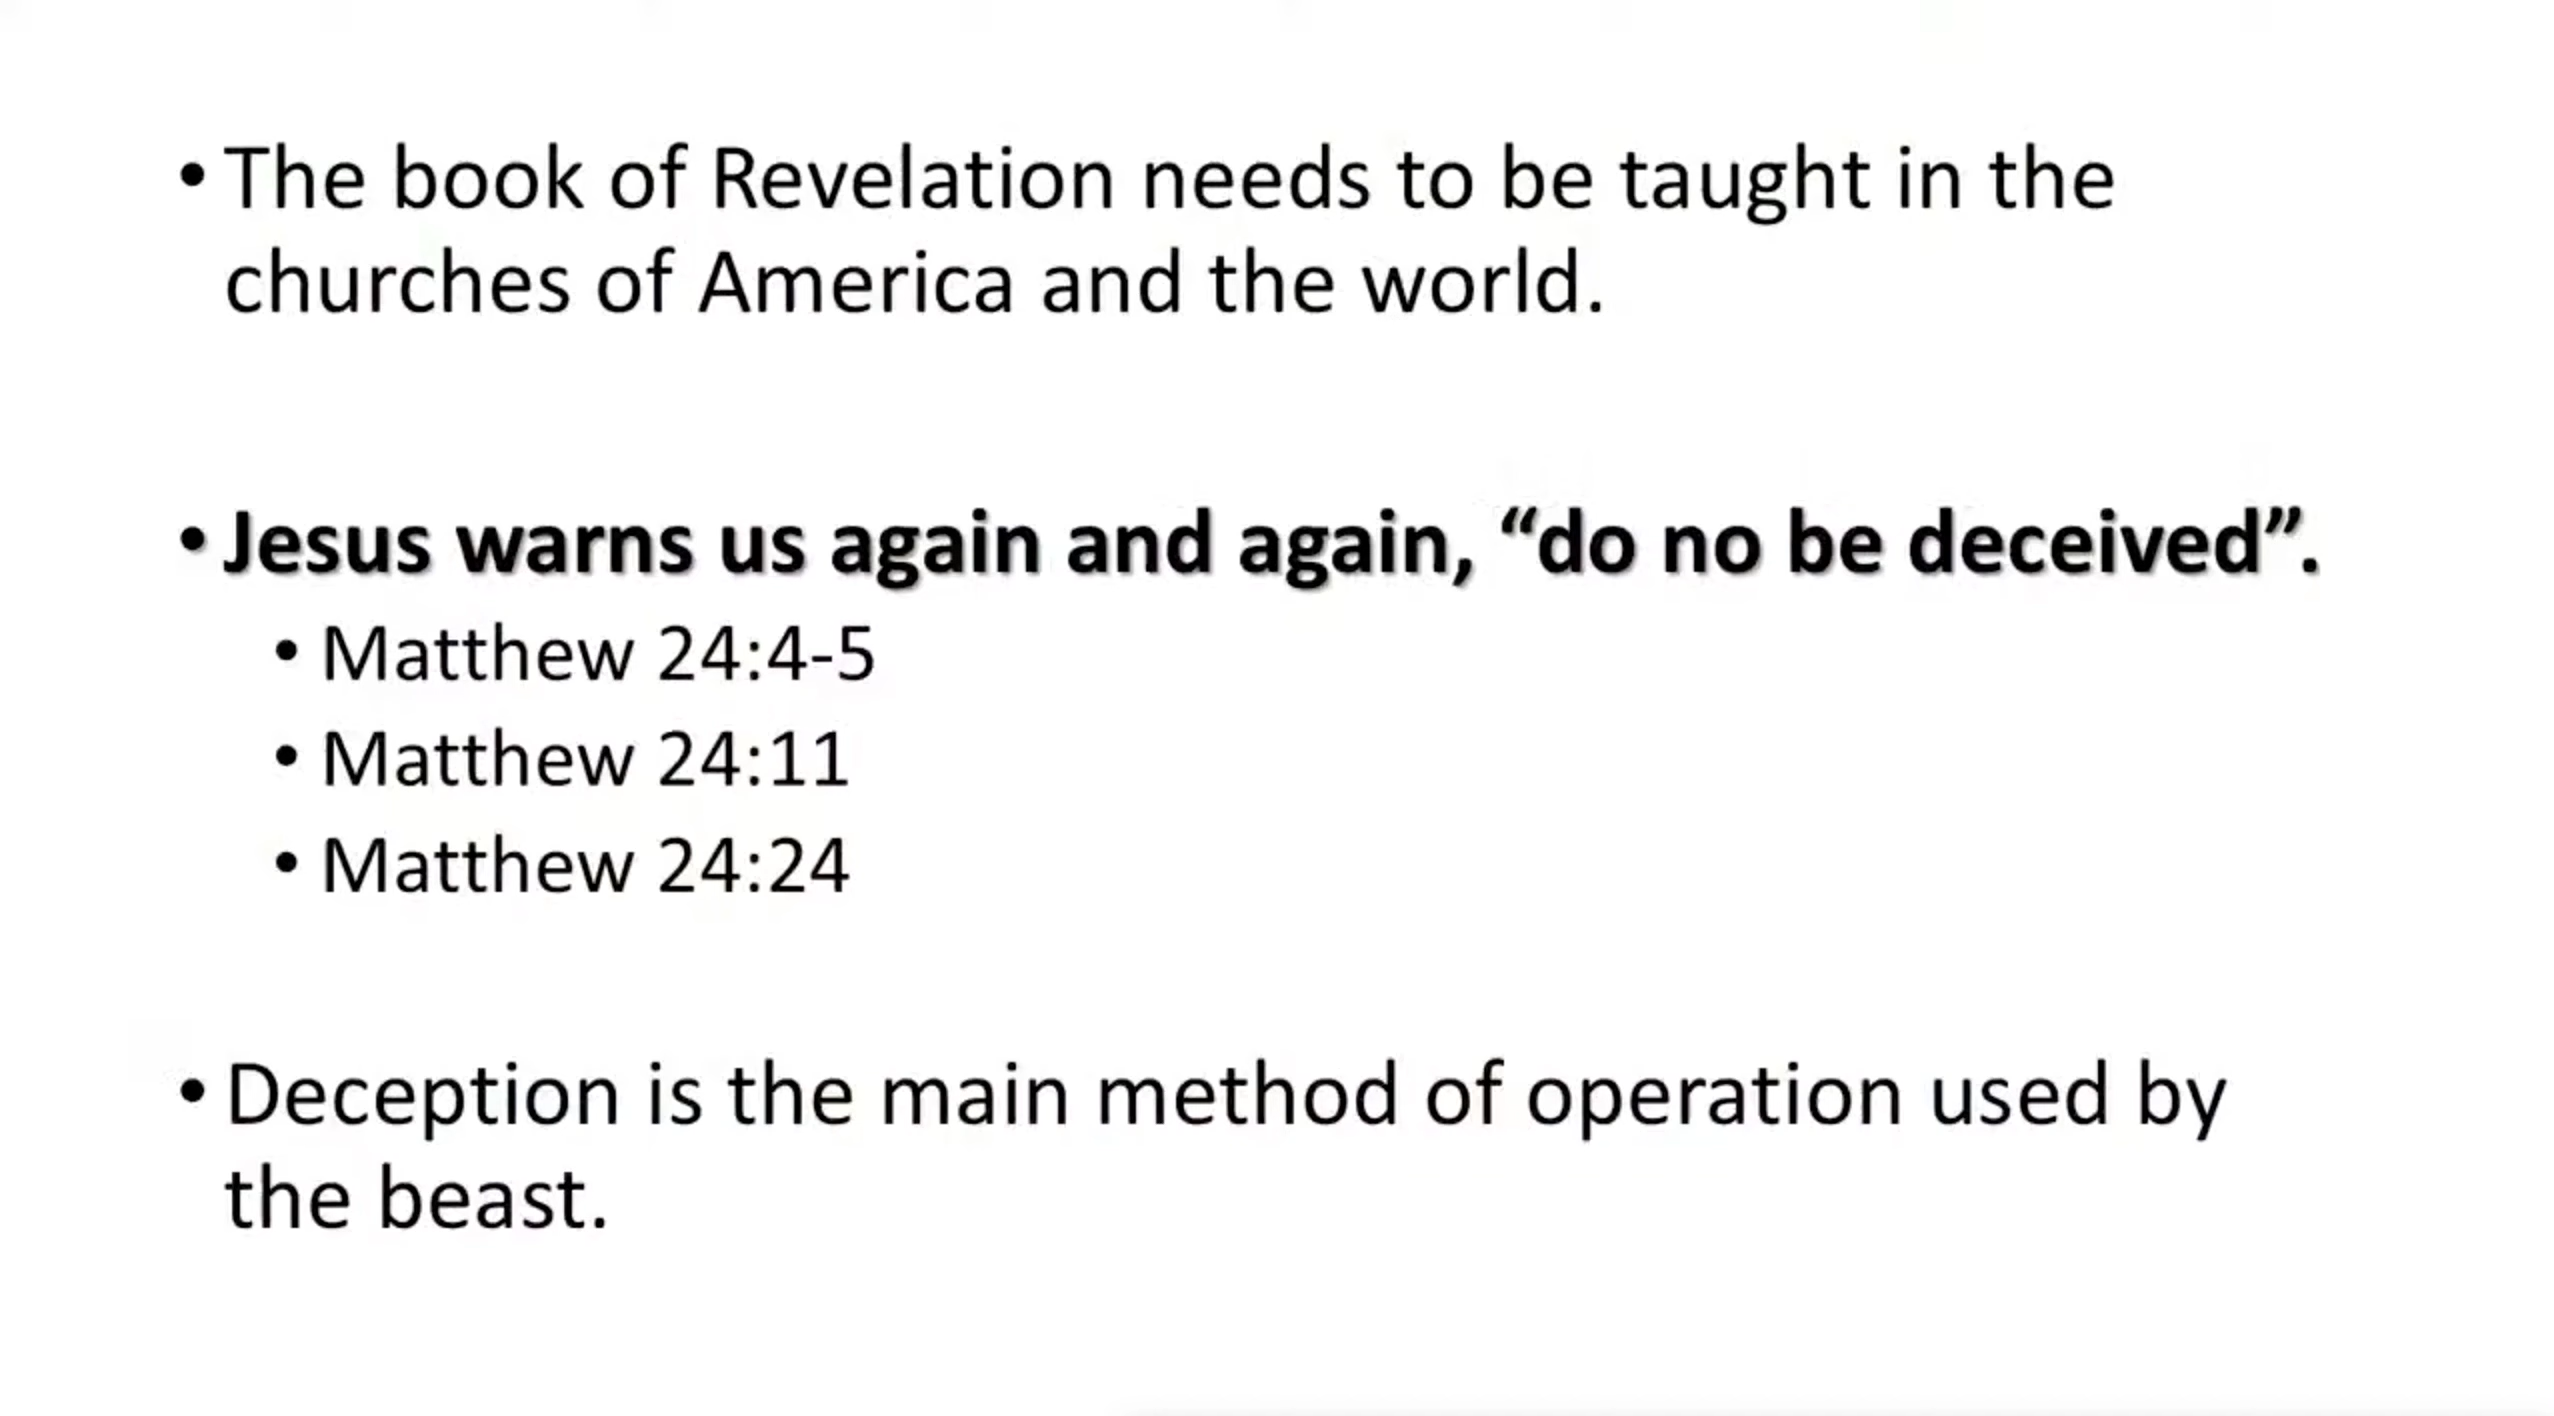 • The book of Revelation needs to be taught in the
churches of America and the world.
• Jesus warns us again and again, “do no be deceived”.
• Matthew 24:4-5
• Matthew 24:11
• Matthew 24:24
• Deception is the main method of operation used by
the beast.